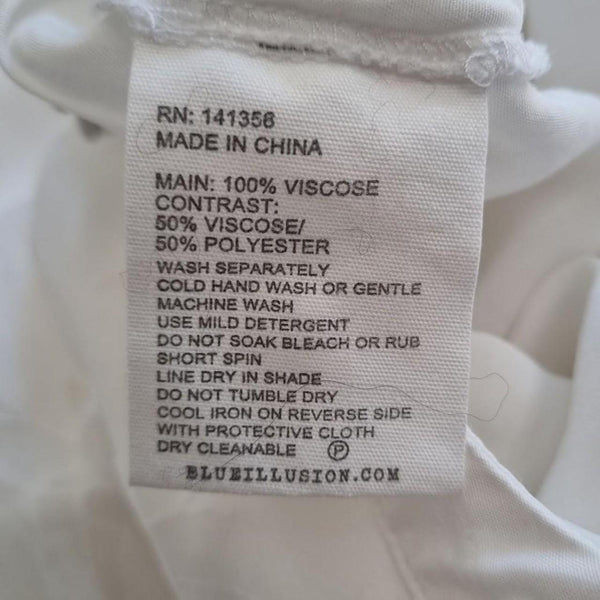 RN: 141356
MADE IN CHINA
MAIN: 100% VISCOSE
CONTRAST:
50% VISCOSE/
50% POLYESTER
WASH SEPARATELY
COLD HAND WASH OR GENTLE
MACHINE WASH
USE MILD DETERGENT
DO NOT SOAK BLEACH OR RUB
SHORT SPIN
LINE DRY IN SHADE
DO NOT TUMBLE DRY
COOL IRON ON REVERSE SIDE
WITH PROTECTIVE CLOTH
DRY CLEANABLE Ⓟ
BLUEILLUSION.COM